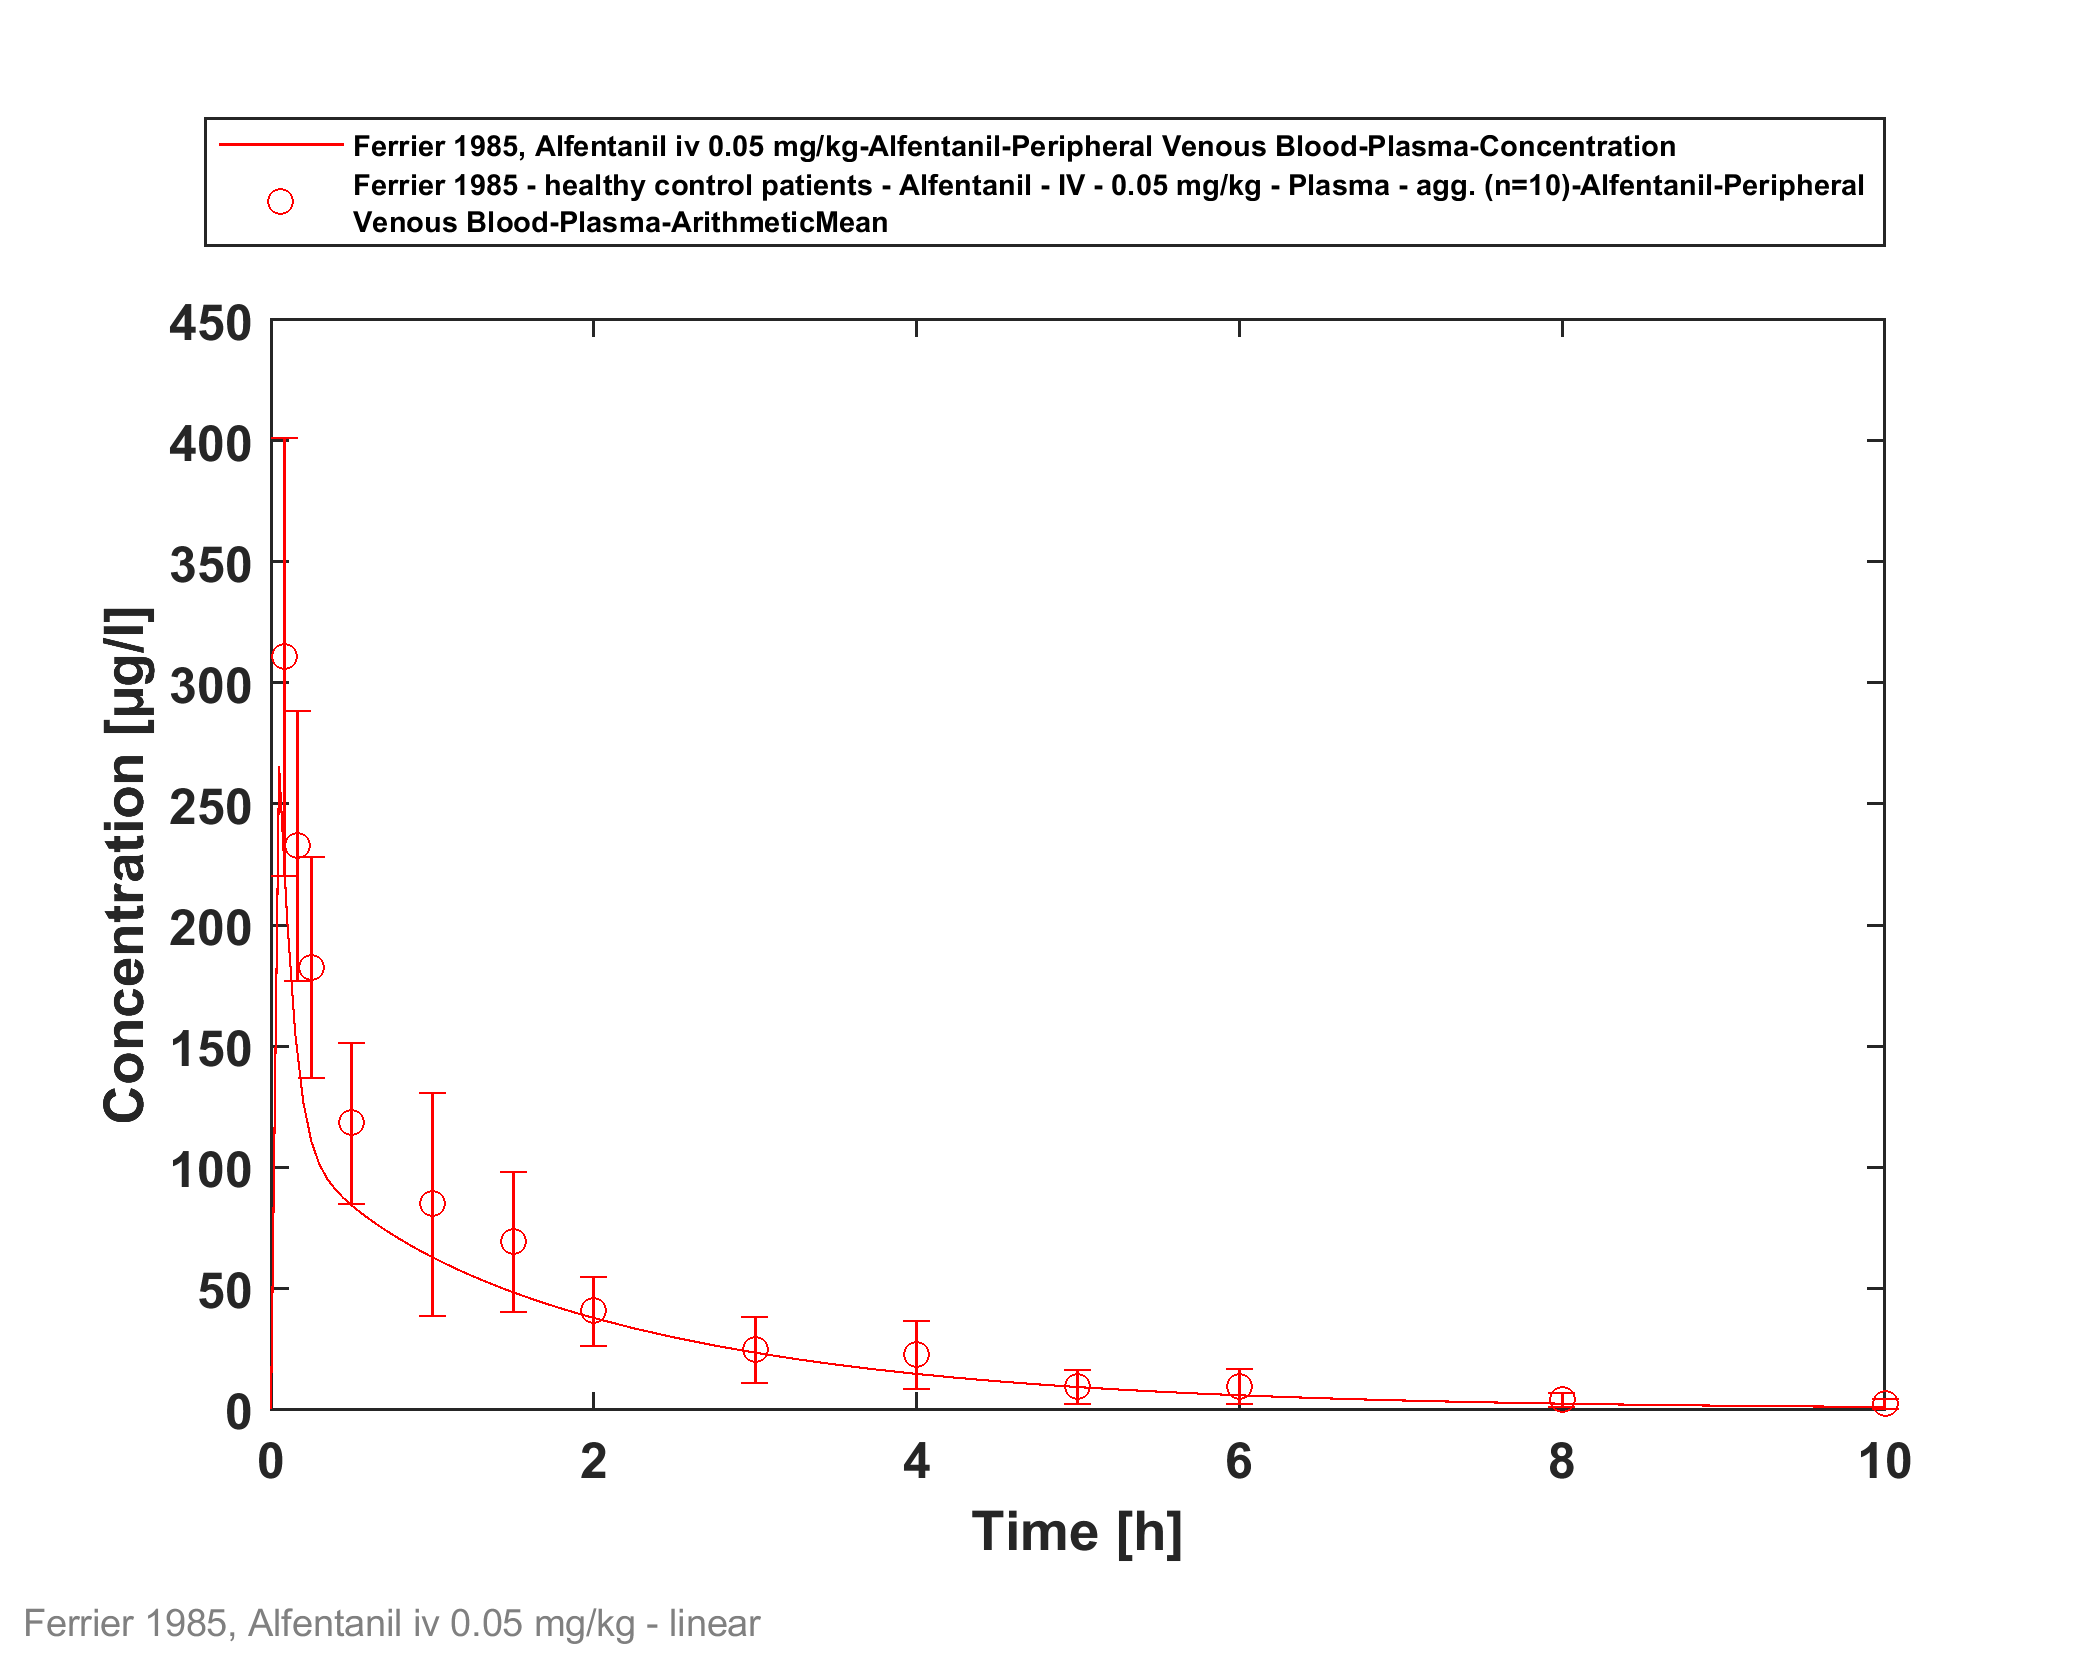 Ferrier 1985, Alfentanil iv 0.05 mg/kg-Alfentanil-Peripheral Venous Blood-Plasma-Concentration
Ferrier 1985 - healthy control patients - Alfentanil - IV - 0.05 mg/kg - Plasma - agg. (n=10)-Alfentanil-Peripheral
Venous Blood-Plasma-ArithmeticMean
450
400
350
300
250
200
150
100
50
0
Concentration [µg/l]
0 2 4 6 8 10
Time [h]
Ferrier 1985, Alfentanil iv 0.05 mg/kg - linear